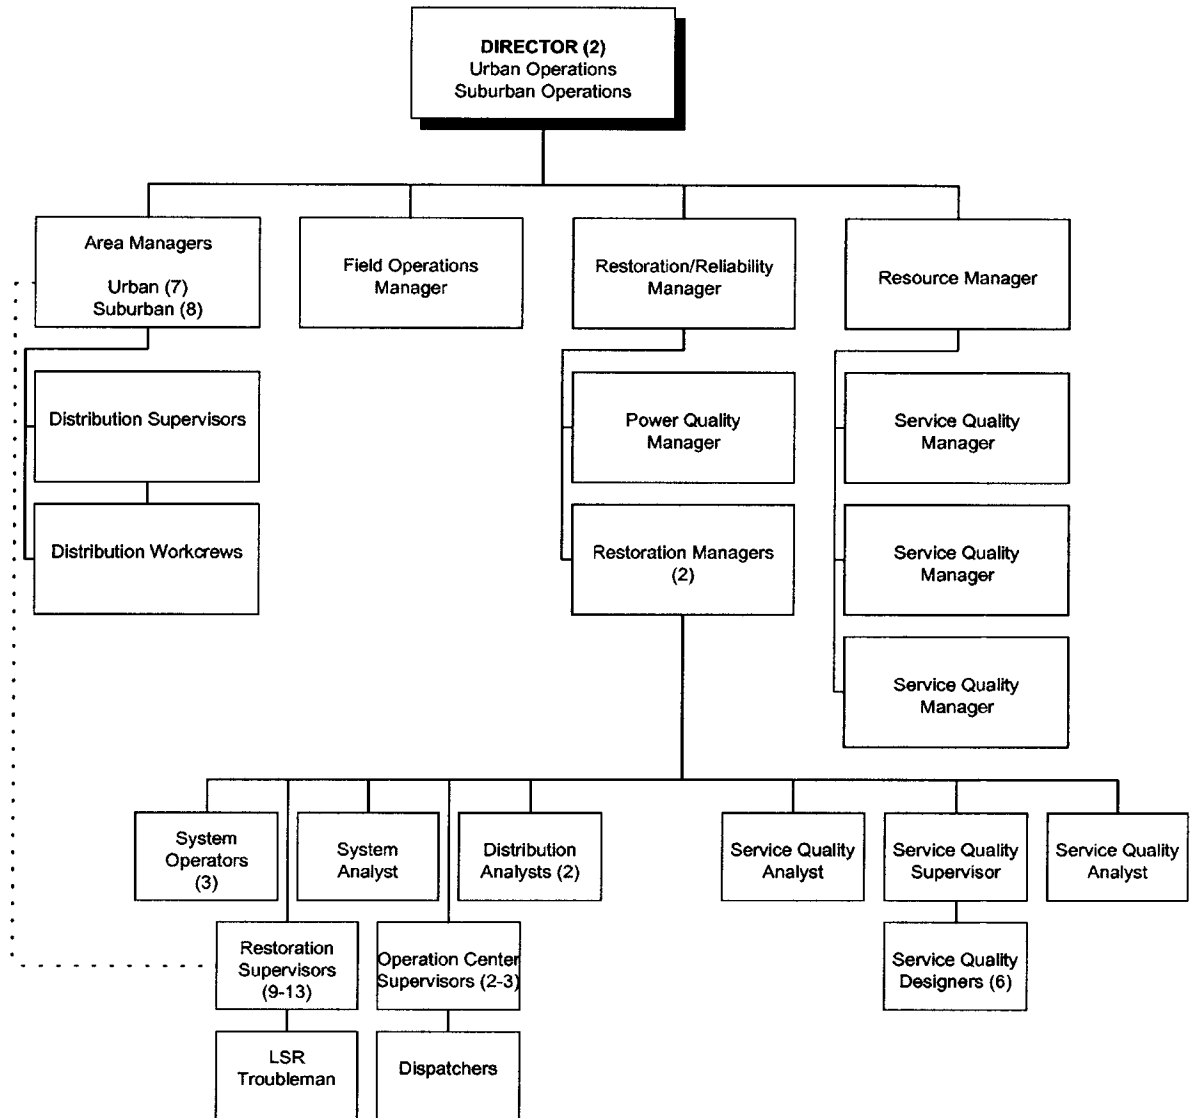 DIRECTOR (2)
Urban Operations
Suburban Operations
Area Managers
Urban (7)
Suburban (8)
Field Operations
Manager
Restoration/Reliability
Manager
Resource Manager
Distribution Supervisors
Power Quality
Manager
Service Quality
Manager
Distribution Workcrews
Restoration Managers
(2)
Service Quality
Manager
Service Quality
Manager
System
Operators
(3)
System
Analyst
Distribution
Analysts (2)
Service Quality
Analyst
Service Quality
Supervisor
Service Quality
Analyst
Restoration
Supervisors
(9-13)
Operation Center
Supervisors (2-3)
Service Quality
Designers (6)
LSR
Troubleman
Dispatchers